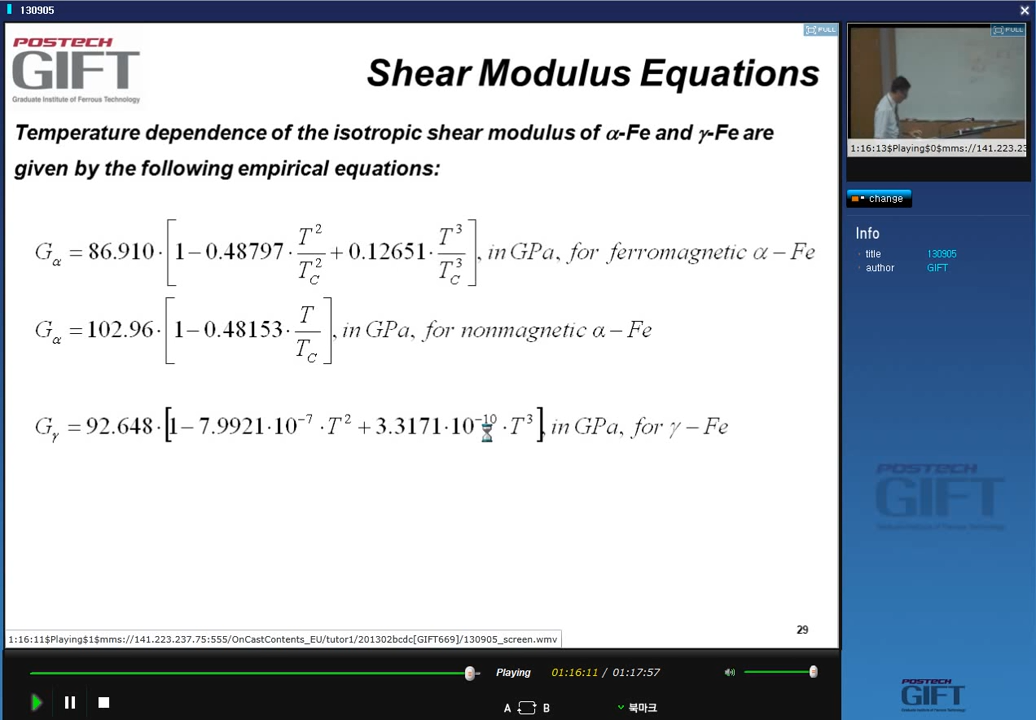 130905
FULL
POSTECH
GIFT
Graduate Institute of Ferrous Technology
Shear Modulus Equations
Temperature dependence of the isotropic shear modulus of α-Fe and γ-Fe are
given by the following empirical equations:
G_α = 86.910 · [1 − 0.48797 · T²/T_C² + 0.12651 · T³/T_C³], in GPa, for ferromagnetic α − Fe
G_α = 102.96 · [1 − 0.48153 · T/T_C], in GPa, for nonmagnetic α − Fe
G_γ = 92.648 · [1 − 7.9921 · 10⁻⁷ · T² + 3.3171 · 10⁻¹⁰ · T³], in GPa, for γ − Fe
29
1:16:11$Playing$1$mms://141.223.237.75:555/OnCastContents_EU/tutor1/201302bcdc[GIFT669]/130905_screen.wmv
Playing
01:16:11 / 01:17:57
A B
북마크
FULL
1:16:13$Playing$0$mms://141.223.23
change
Info
title 130905
author GIFT
POSTECH
GIFT
POSTECH
GIFT